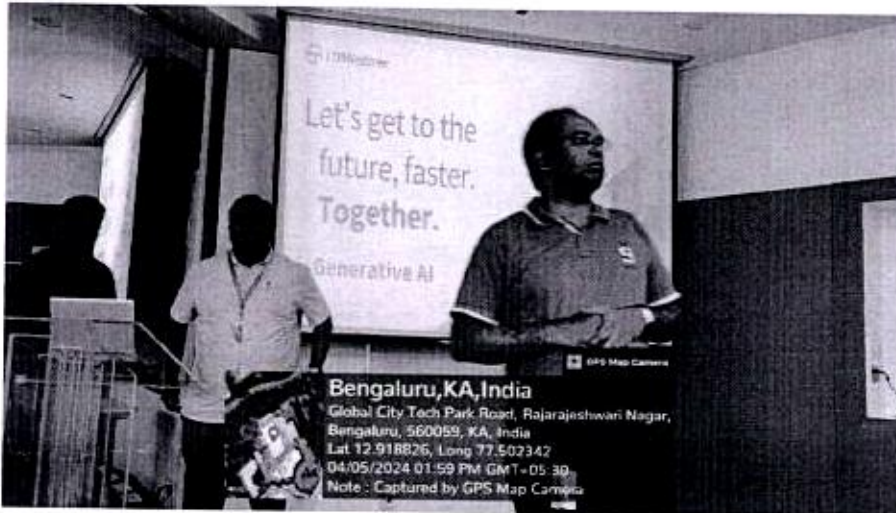 LTIMindtree
Let's get to the
future, faster.
Together.
Generative AI
GPS Map Camera
Bengaluru,KA,India
Global City Tech Park Road, Rajarajeshwari Nagar,
Bengaluru, 560059, KA, India
Lat 12.918826, Long 77.502342
04/05/2024 01:59 PM GMT+05:30
Note : Captured by GPS Map Camera